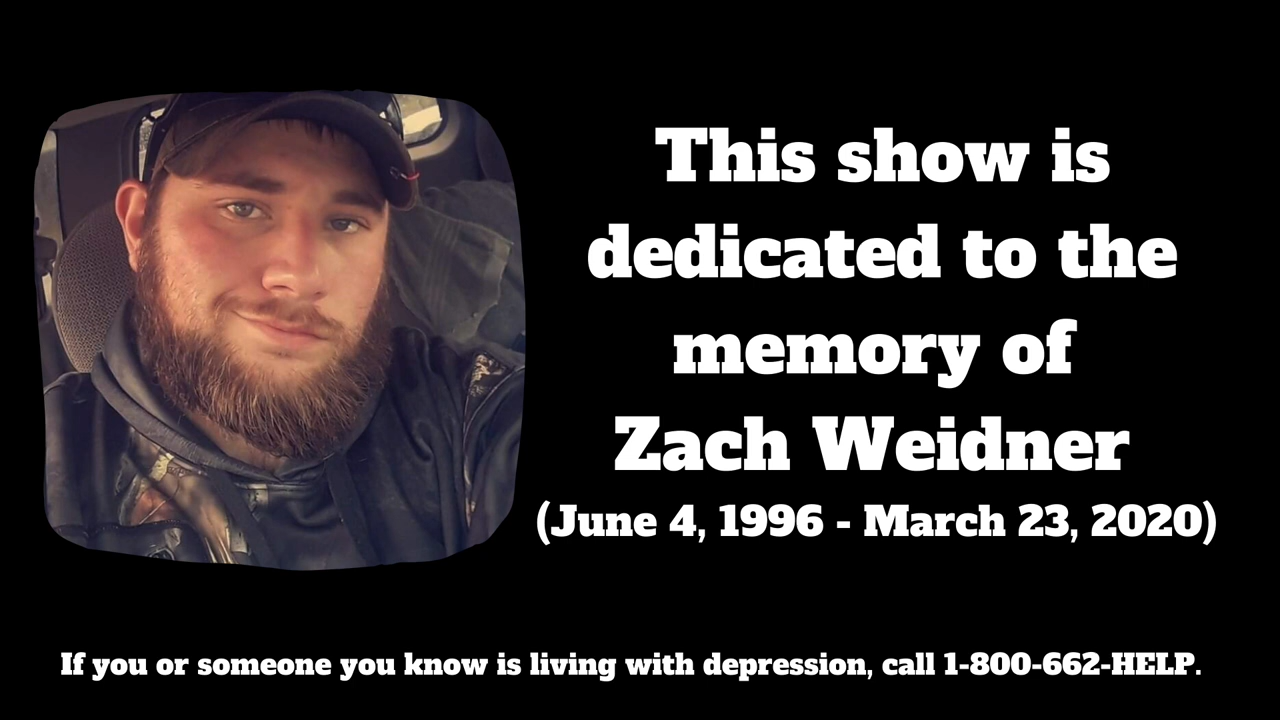 This show is
dedicated to the
memory of
Zach Weidner
(June 4, 1996 - March 23, 2020)
If you or someone you know is living with depression, call 1-800-662-HELP.